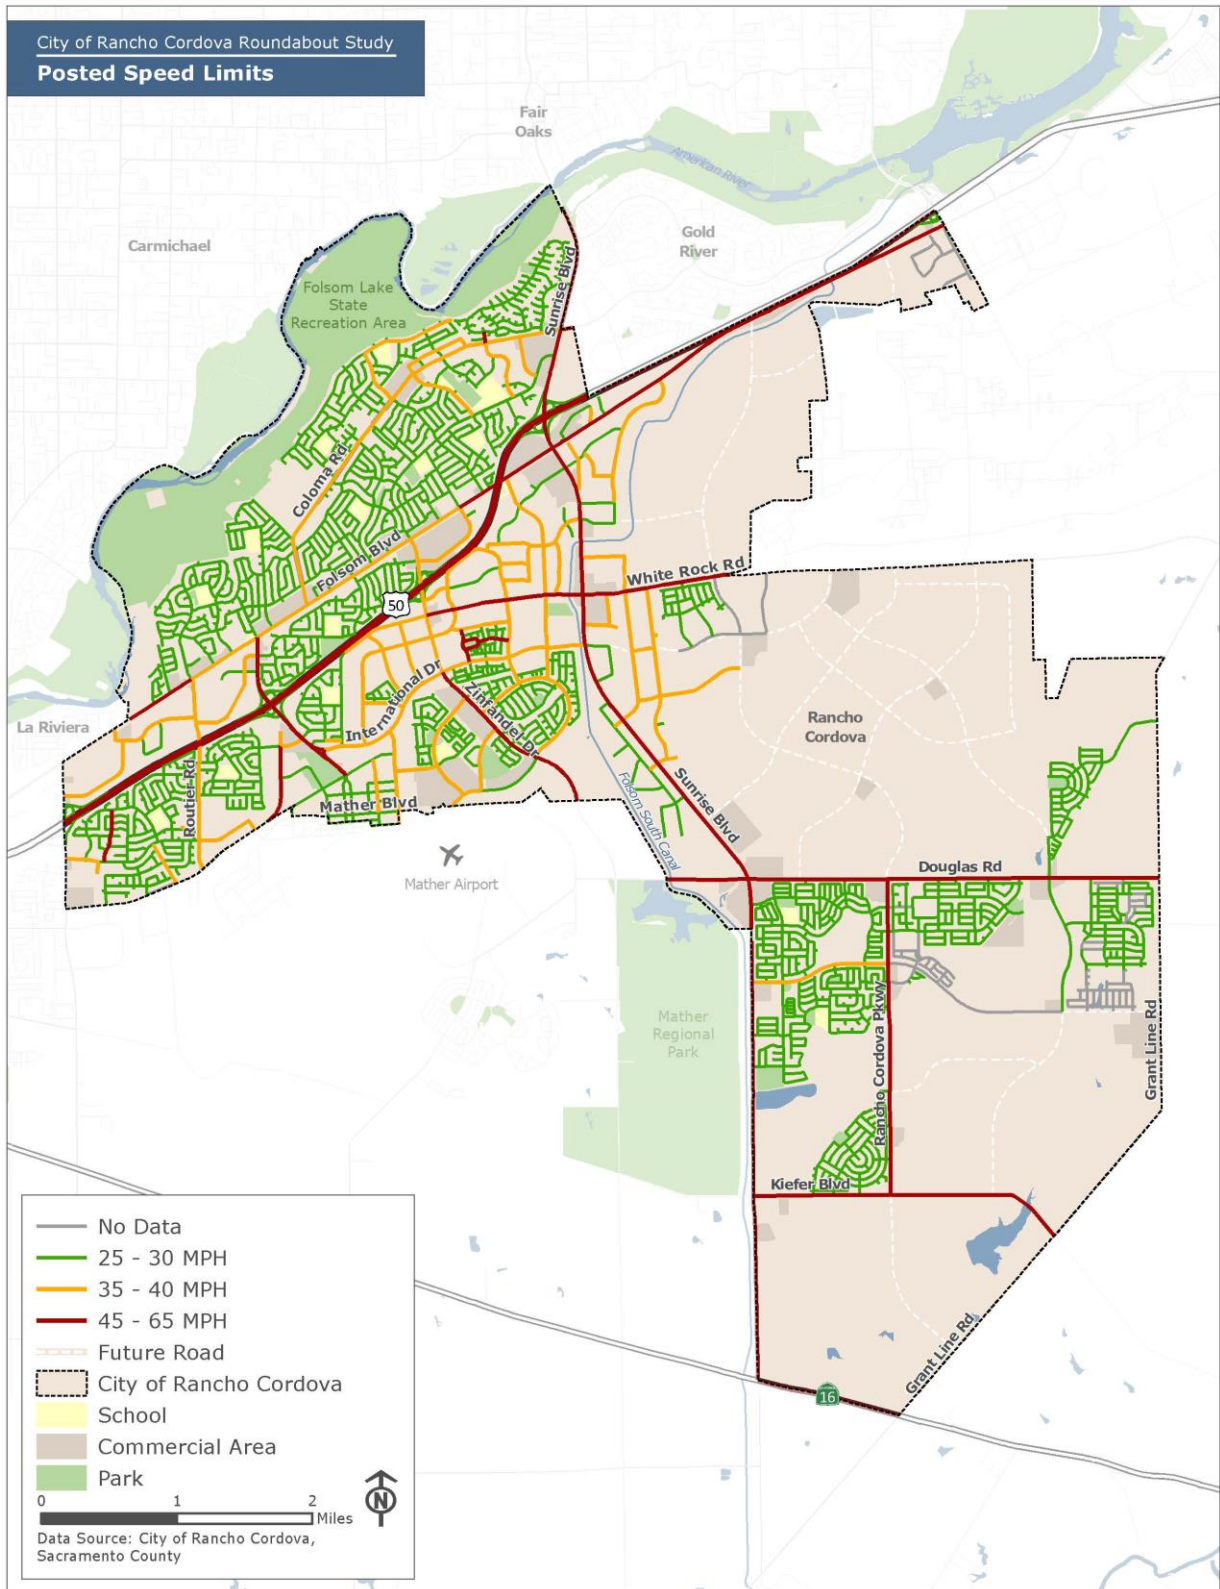 City of Rancho Cordova Roundabout Study
Posted Speed Limits
Fair
Oaks
American River
Carmichael
Gold
River
Sunrise Blvd
Folsom Lake
State
Recreation Area
Coloma Rd
Folsom Blvd
White Rock Rd
50
International Dr
Zinfandel Dr
La Riviera
Rancho
Cordova
Routier Rd
Mather Blvd
Folsom South Canal
Sunrise Blvd
Mather Airport
Douglas Rd
Mather
Regional
Park
Rancho Cordova Pkwy
Grant Line Rd
Kiefer Blvd
Grant Line Rd
16
No Data
25 - 30 MPH
35 - 40 MPH
45 - 65 MPH
Future Road
City of Rancho Cordova
School
Commercial Area
Park
0 1 2
Miles
N
Data Source: City of Rancho Cordova,
Sacramento County